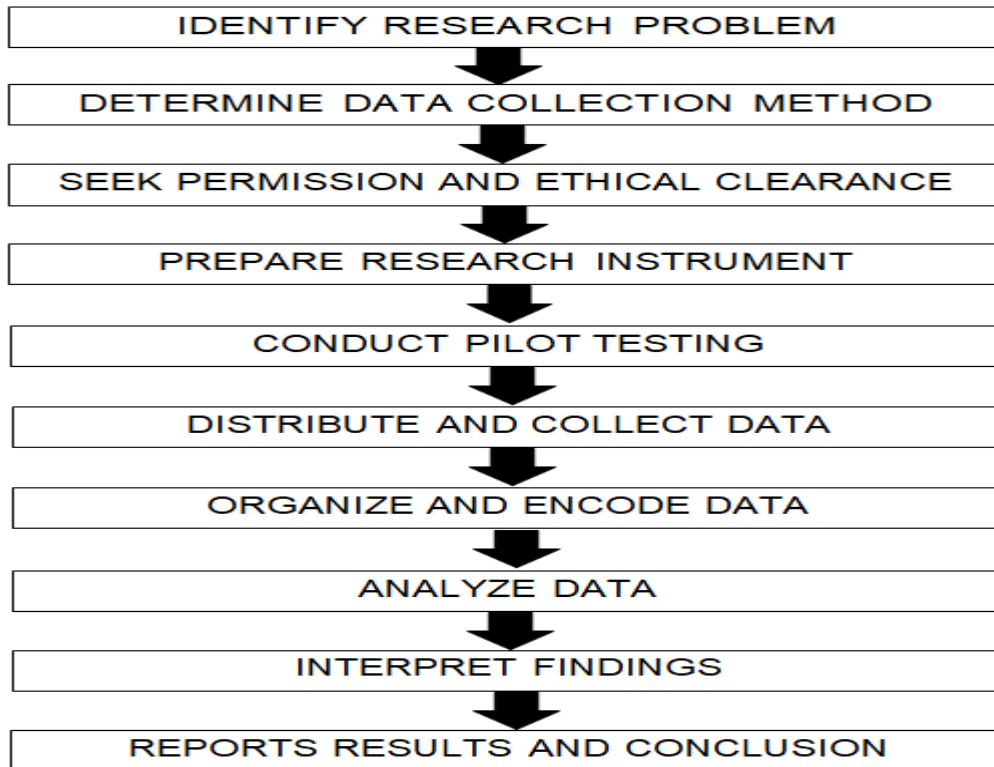 IDENTIFY RESEARCH PROBLEM
DETERMINE DATA COLLECTION METHOD
SEEK PERMISSION AND ETHICAL CLEARANCE
PREPARE RESEARCH INSTRUMENT
CONDUCT PILOT TESTING
DISTRIBUTE AND COLLECT DATA
ORGANIZE AND ENCODE DATA
ANALYZE DATA
INTERPRET FINDINGS
REPORTS RESULTS AND CONCLUSION